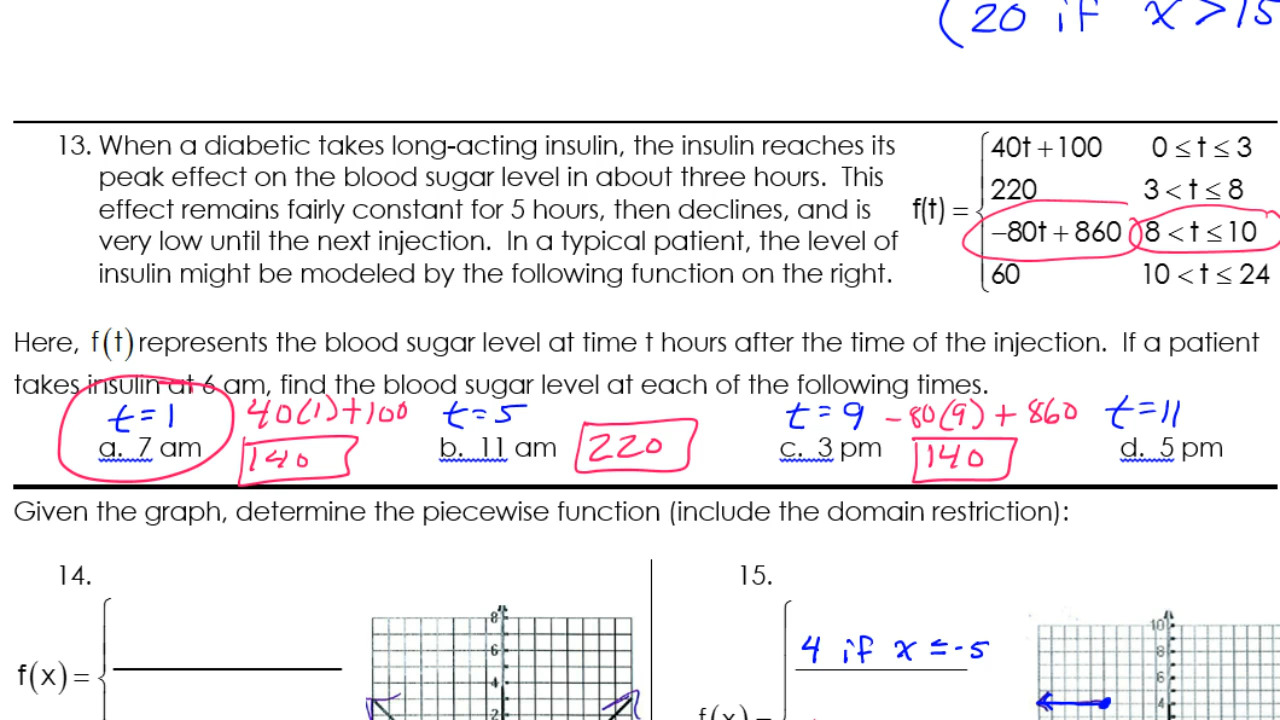 (20 if x > 15
13. When a diabetic takes long-acting insulin, the insulin reaches its
peak effect on the blood sugar level in about three hours. This
effect remains fairly constant for 5 hours, then declines, and is
very low until the next injection. In a typical patient, the level of
insulin might be modeled by the following function on the right.
f(t) =
40t + 100 0 ≤ t ≤ 3
220 3 < t ≤ 8
−80t + 860 8 < t ≤ 10
60 10 < t ≤ 24
Here, f(t) represents the blood sugar level at time t hours after the time of the injection. If a patient
takes insulin at 6 am, find the blood sugar level at each of the following times.
t = 1 40(1) + 100 t = 5 t = 9 -80(9) + 860 t = 11
a. 7 am 140 b. 11 am 220 c. 3 pm 140 d. 5 pm
Given the graph, determine the piecewise function (include the domain restriction):
14. 15.
f(x) =
8
6
4
2
4 if x ≤ -5
f(x) =
10
8
6
4